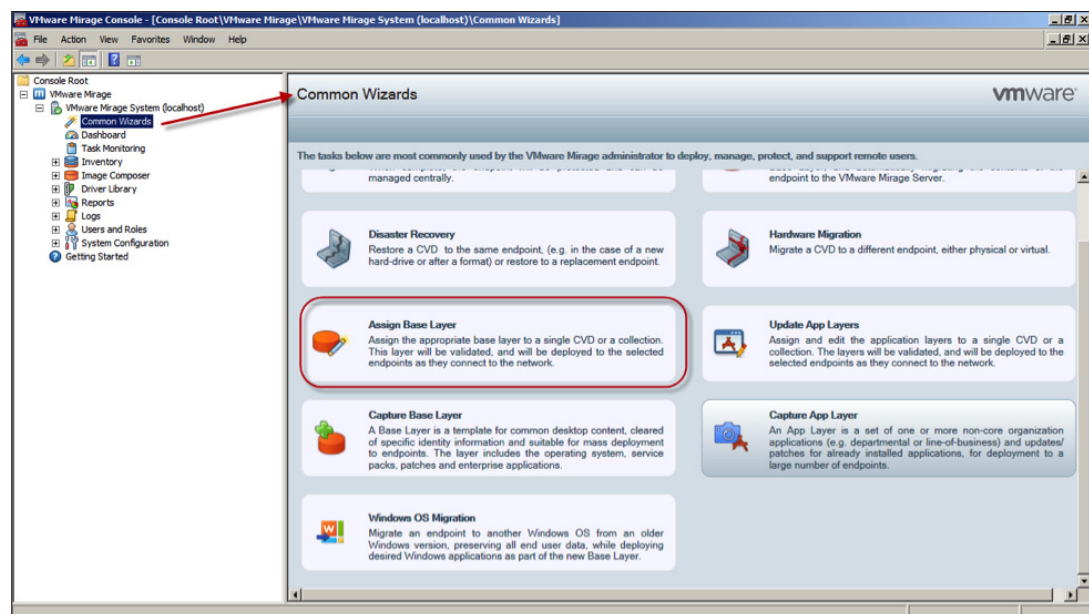 VMware Mirage Console - [Console Root\VMware Mirage\VMware Mirage System (localhost)\Common Wizards]
File Action View Favorites Window Help
Console Root
VMware Mirage
VMware Mirage System (localhost)
Common Wizards
Dashboard
Task Monitoring
Inventory
Image Composer
Driver Library
Reports
Logs
Users and Roles
System Configuration
Getting Started
Common Wizards
vmware
The tasks below are most commonly used by the VMware Mirage administrator to deploy, manage, protect, and support remote users.
managed centrally.
endpoint to the VMware Mirage Server.
Disaster Recovery
Restore a CVD to the same endpoint, (e.g. in the case of a new
hard-drive or after a format) or restore to a replacement endpoint.
Hardware Migration
Migrate a CVD to a different endpoint, either physical or virtual.
Assign Base Layer
Assign the appropriate base layer to a single CVD or a collection.
This layer will be validated, and will be deployed to the selected
endpoints as they connect to the network.
Update App Layers
Assign and edit the application layers to a single CVD or a
collection. The layers will be validated, and will be deployed to the
selected endpoints as they connect to the network.
Capture Base Layer
A Base Layer is a template for common desktop content, cleared
of specific identity information and suitable for mass deployment
to endpoints. The layer includes the operating system, service
packs, patches and enterprise applications.
Capture App Layer
An App Layer is a set of one or more non-core organization
applications (e.g. departmental or line-of-business) and updates/
patches for already installed applications, for deployment to a
large number of endpoints.
Windows OS Migration
Migrate an endpoint to another Windows OS from an older
Windows version, preserving all end user data, while deploying
desired Windows applications as part of the new Base Layer.